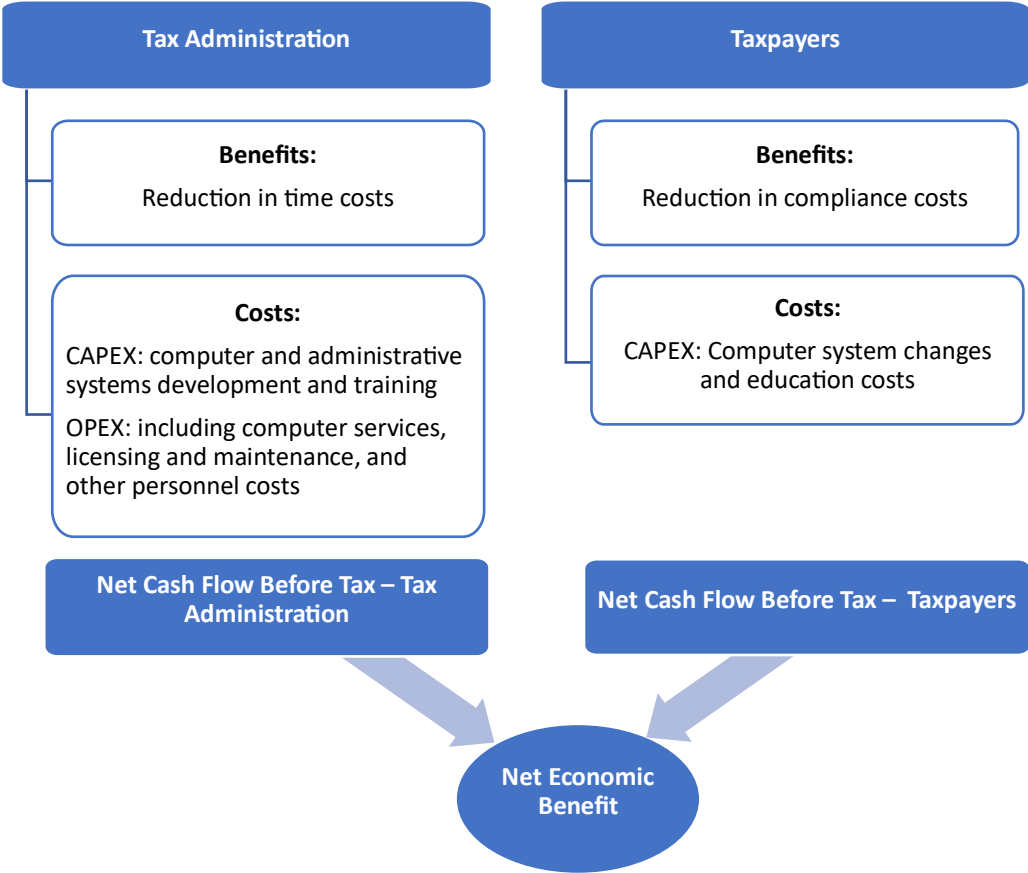 Tax Administration
Benefits:
Reduction in time costs
Costs:
CAPEX: computer and administrative
systems development and training
OPEX: including computer services,
licensing and maintenance, and
other personnel costs
Net Cash Flow Before Tax – Tax
Administration
Taxpayers
Benefits:
Reduction in compliance costs
Costs:
CAPEX: Computer system changes
and education costs
Net Cash Flow Before Tax – Taxpayers
Net Economic
Benefit